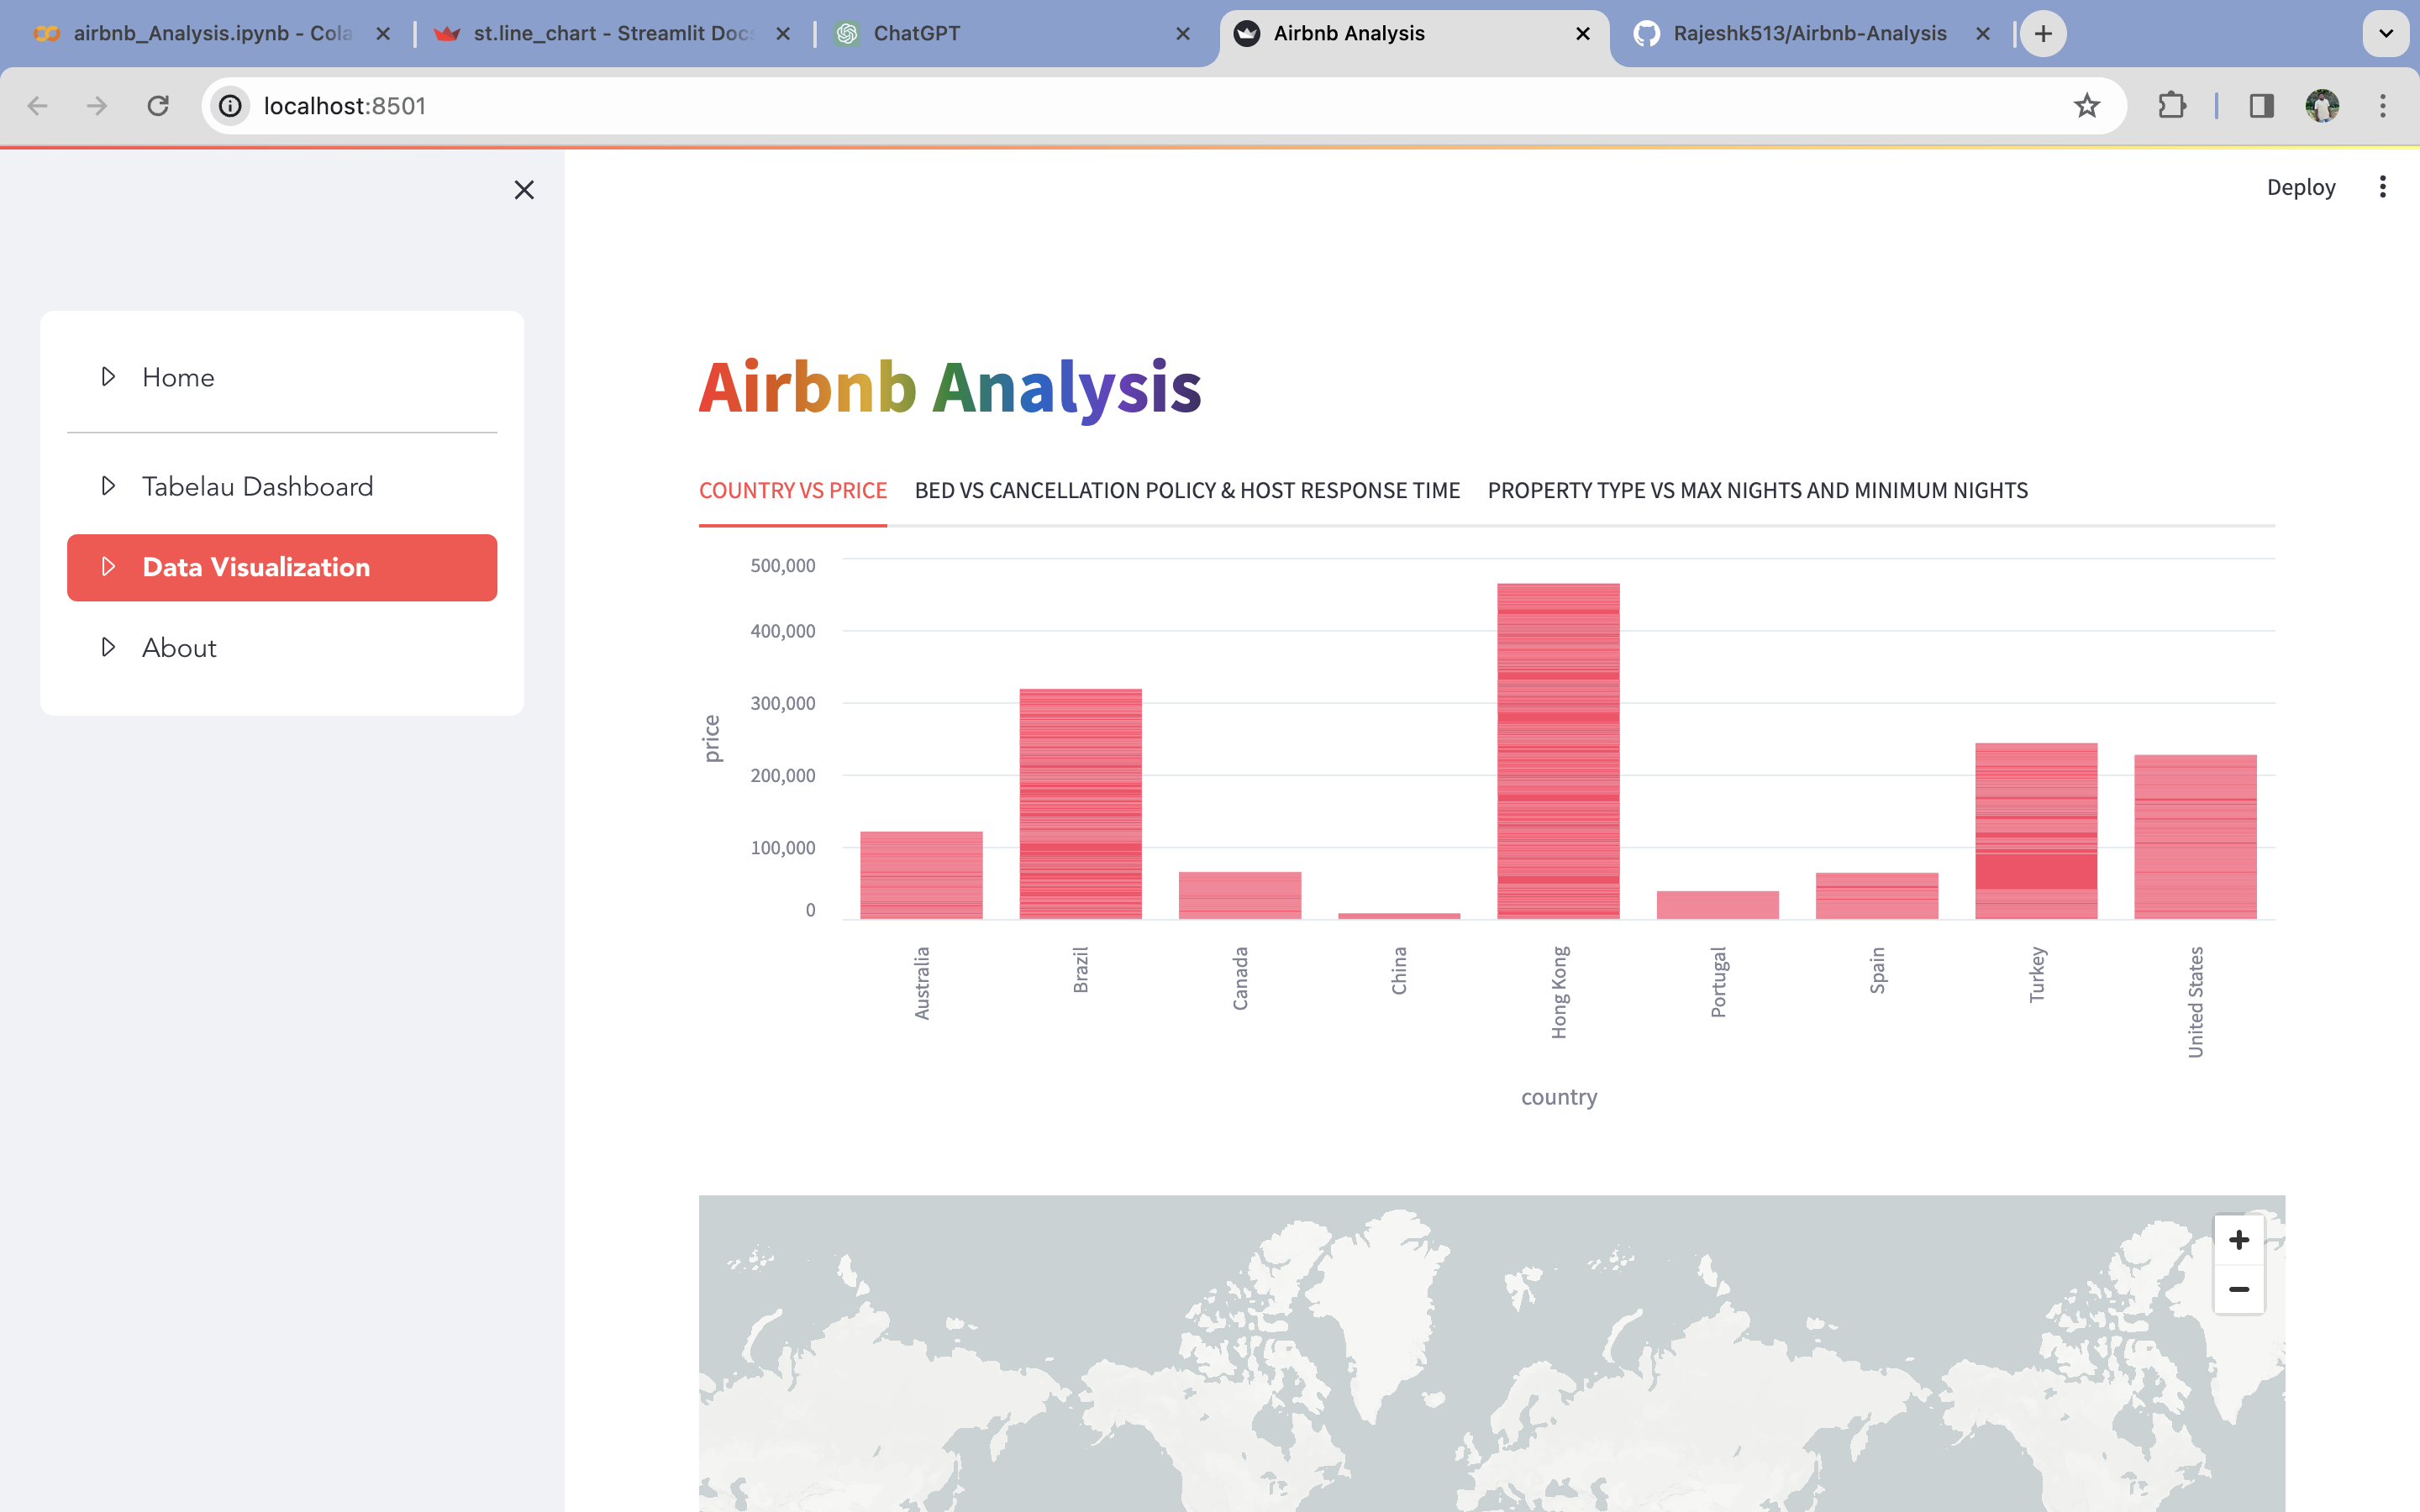 airbnb_Analysis.ipynb - Cola
st.line_chart - Streamlit Docs
ChatGPT
Airbnb Analysis
Rajeshk513/Airbnb-Analysis
localhost:8501
Deploy
Home
Tabelau Dashboard
Data Visualization
About
Airbnb Analysis
COUNTRY VS PRICE
BED VS CANCELLATION POLICY & HOST RESPONSE TIME
PROPERTY TYPE VS MAX NIGHTS AND MINIMUM NIGHTS
500,000
400,000
300,000
200,000
100,000
0
price
Australia
Brazil
Canada
China
Hong Kong
Portugal
Spain
Turkey
United States
country